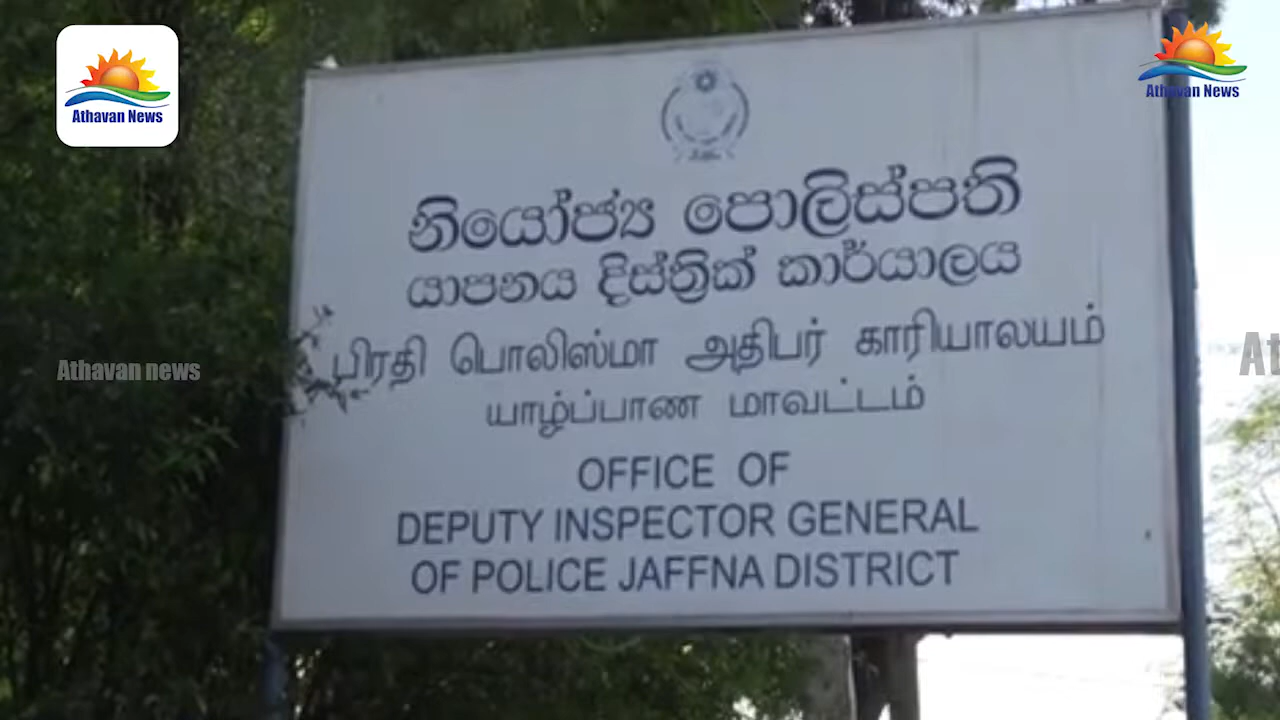 Athavan News
Athavan News
නියෝජ්‍ය පොලිස්පති
යාපනය දිස්ත්‍රික් කාර්යාලය
பிரதி பொலிஸ்மா அதிபர் காரியாலயம்
யாழ்ப்பாண மாவட்டம்
OFFICE OF
DEPUTY INSPECTOR GENERAL
OF POLICE JAFFNA DISTRICT
Athavan news
At